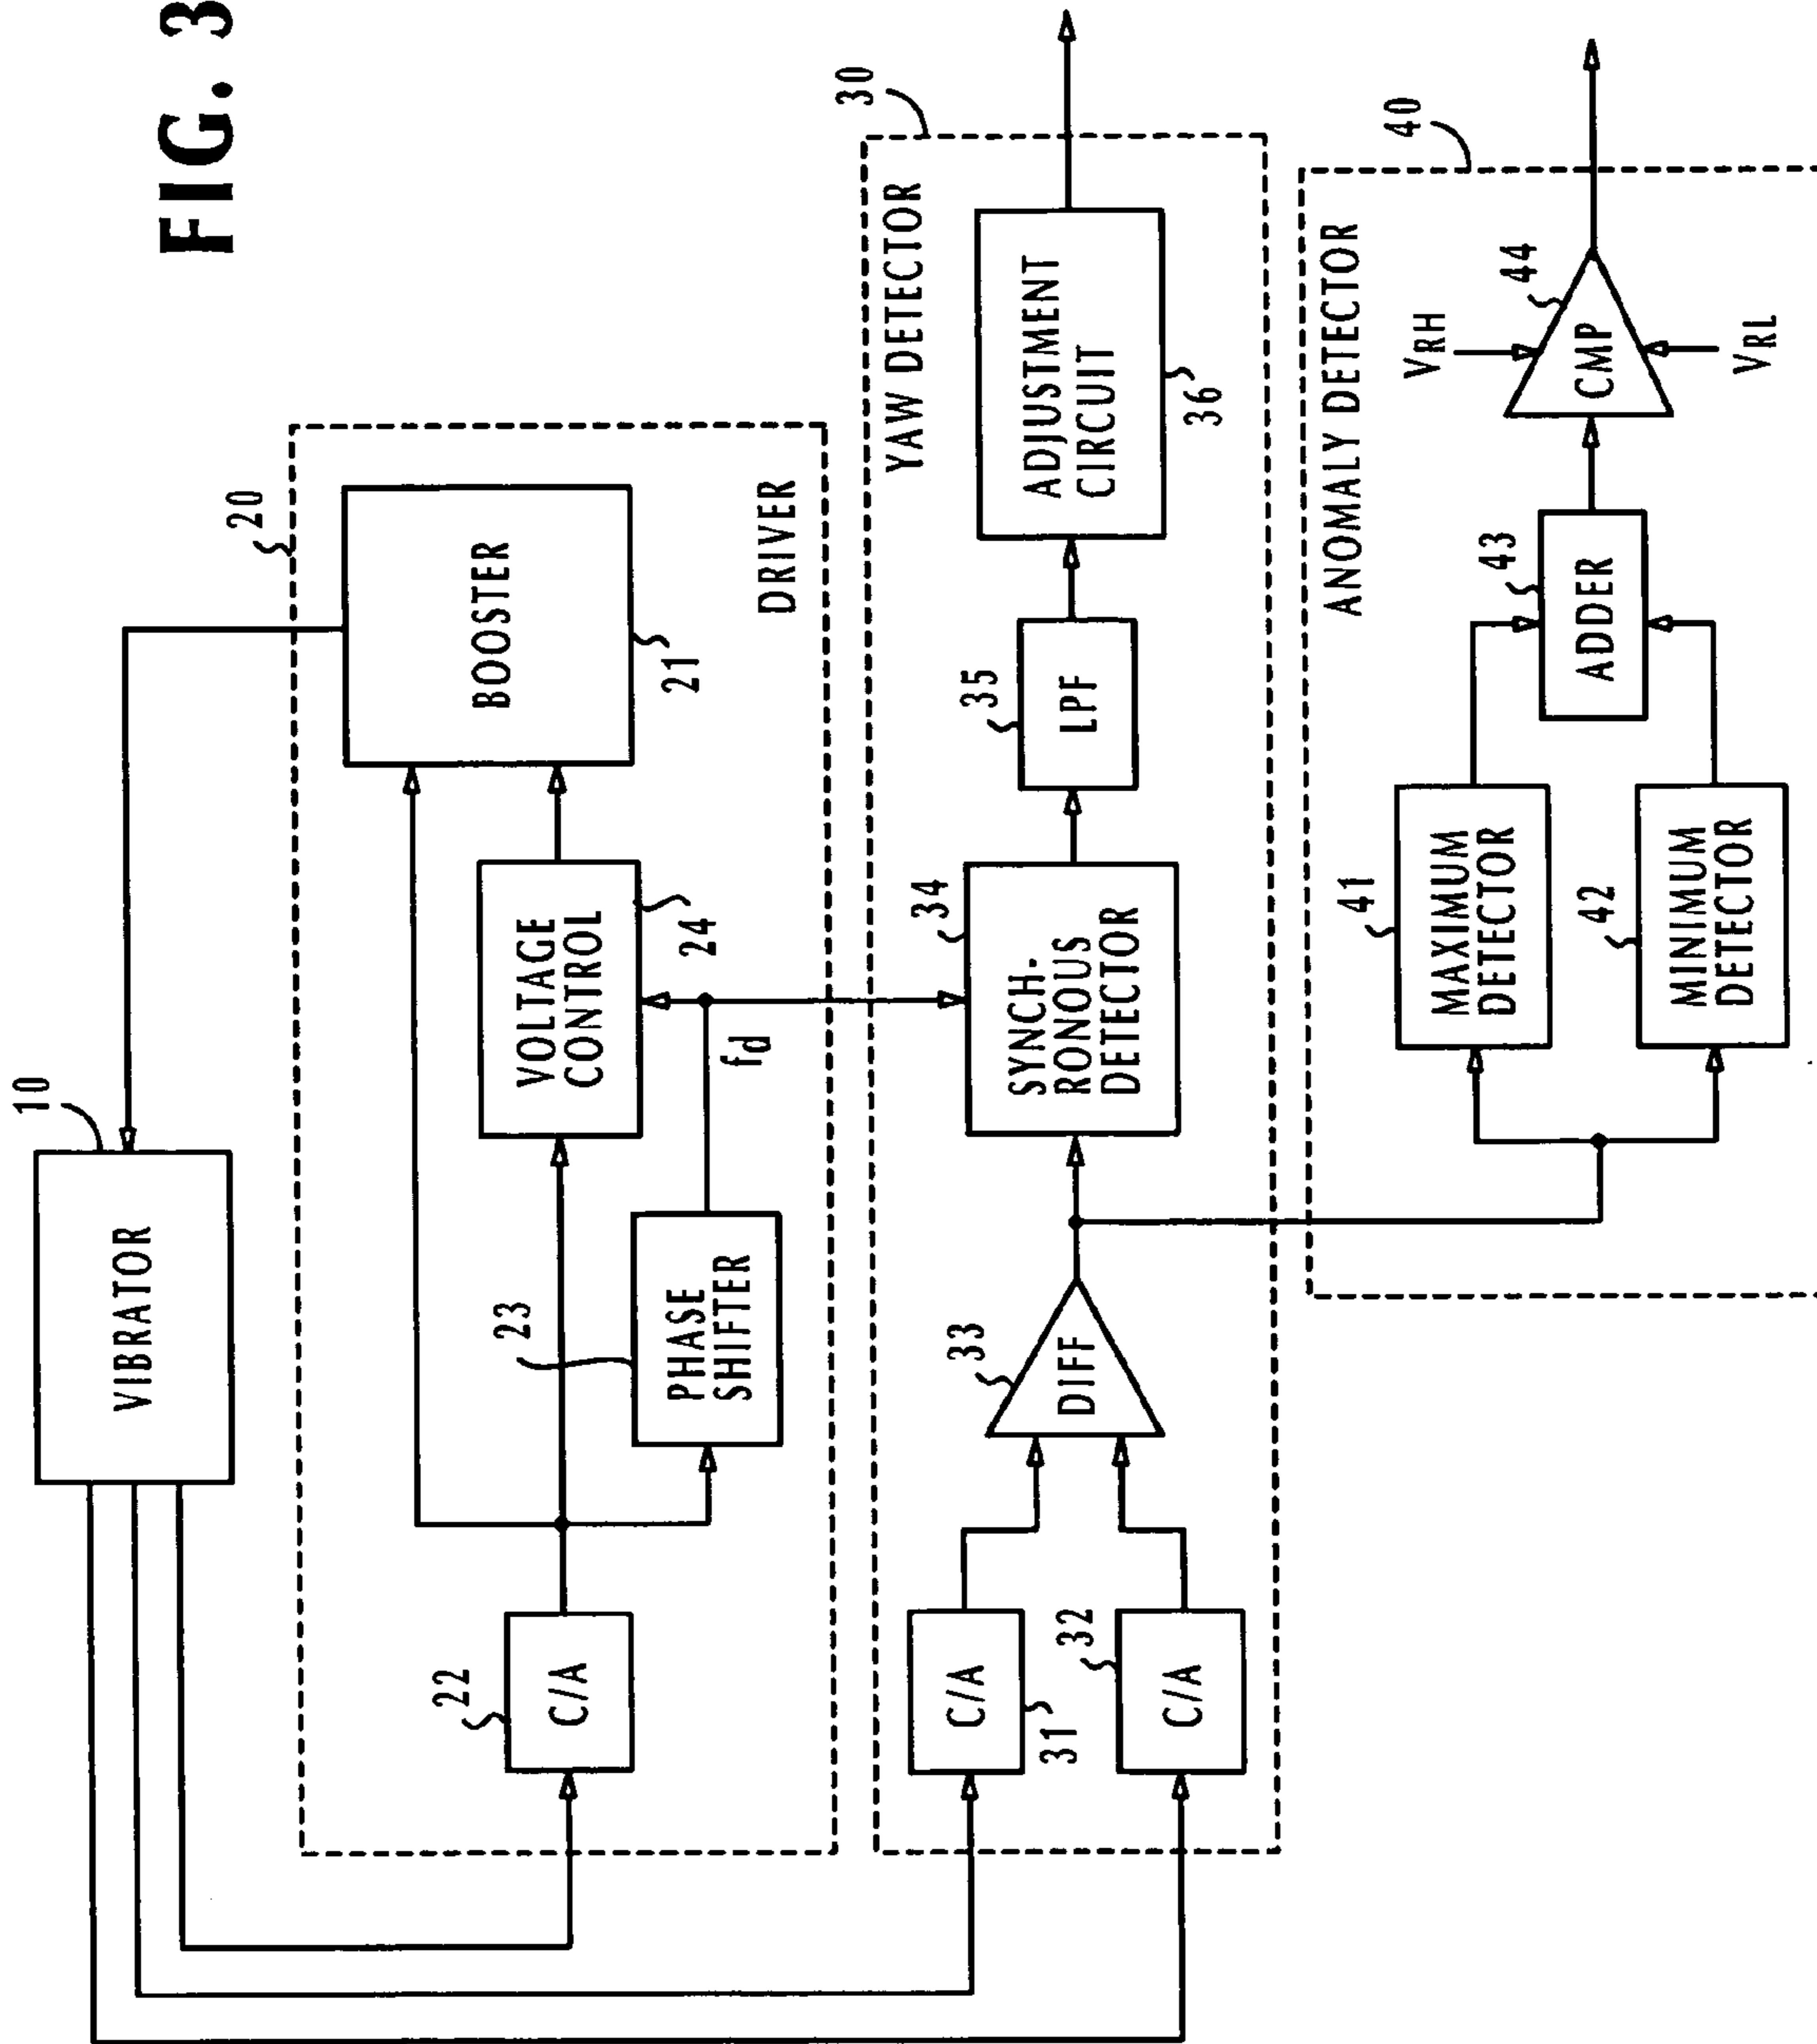 FIG. 3
10
VIBRATOR
20
BOOSTER
21
VOLTAGE
CONTROL
24
23
PHASE
SHIFTER
fd
22
C/A
DRIVER
30
YAW DETECTOR
C/A
31
32
C/A
33
DIFF
34
SYNCH-
RONOUS
DETECTOR
35
LPF
ADJUSTMENT
CIRCUIT
36
40
ANOMALY DETECTOR
41
MAXIMUM
DETECTOR
42
MINIMUM
DETECTOR
43
ADDER
44
CMP
VRH
VRL